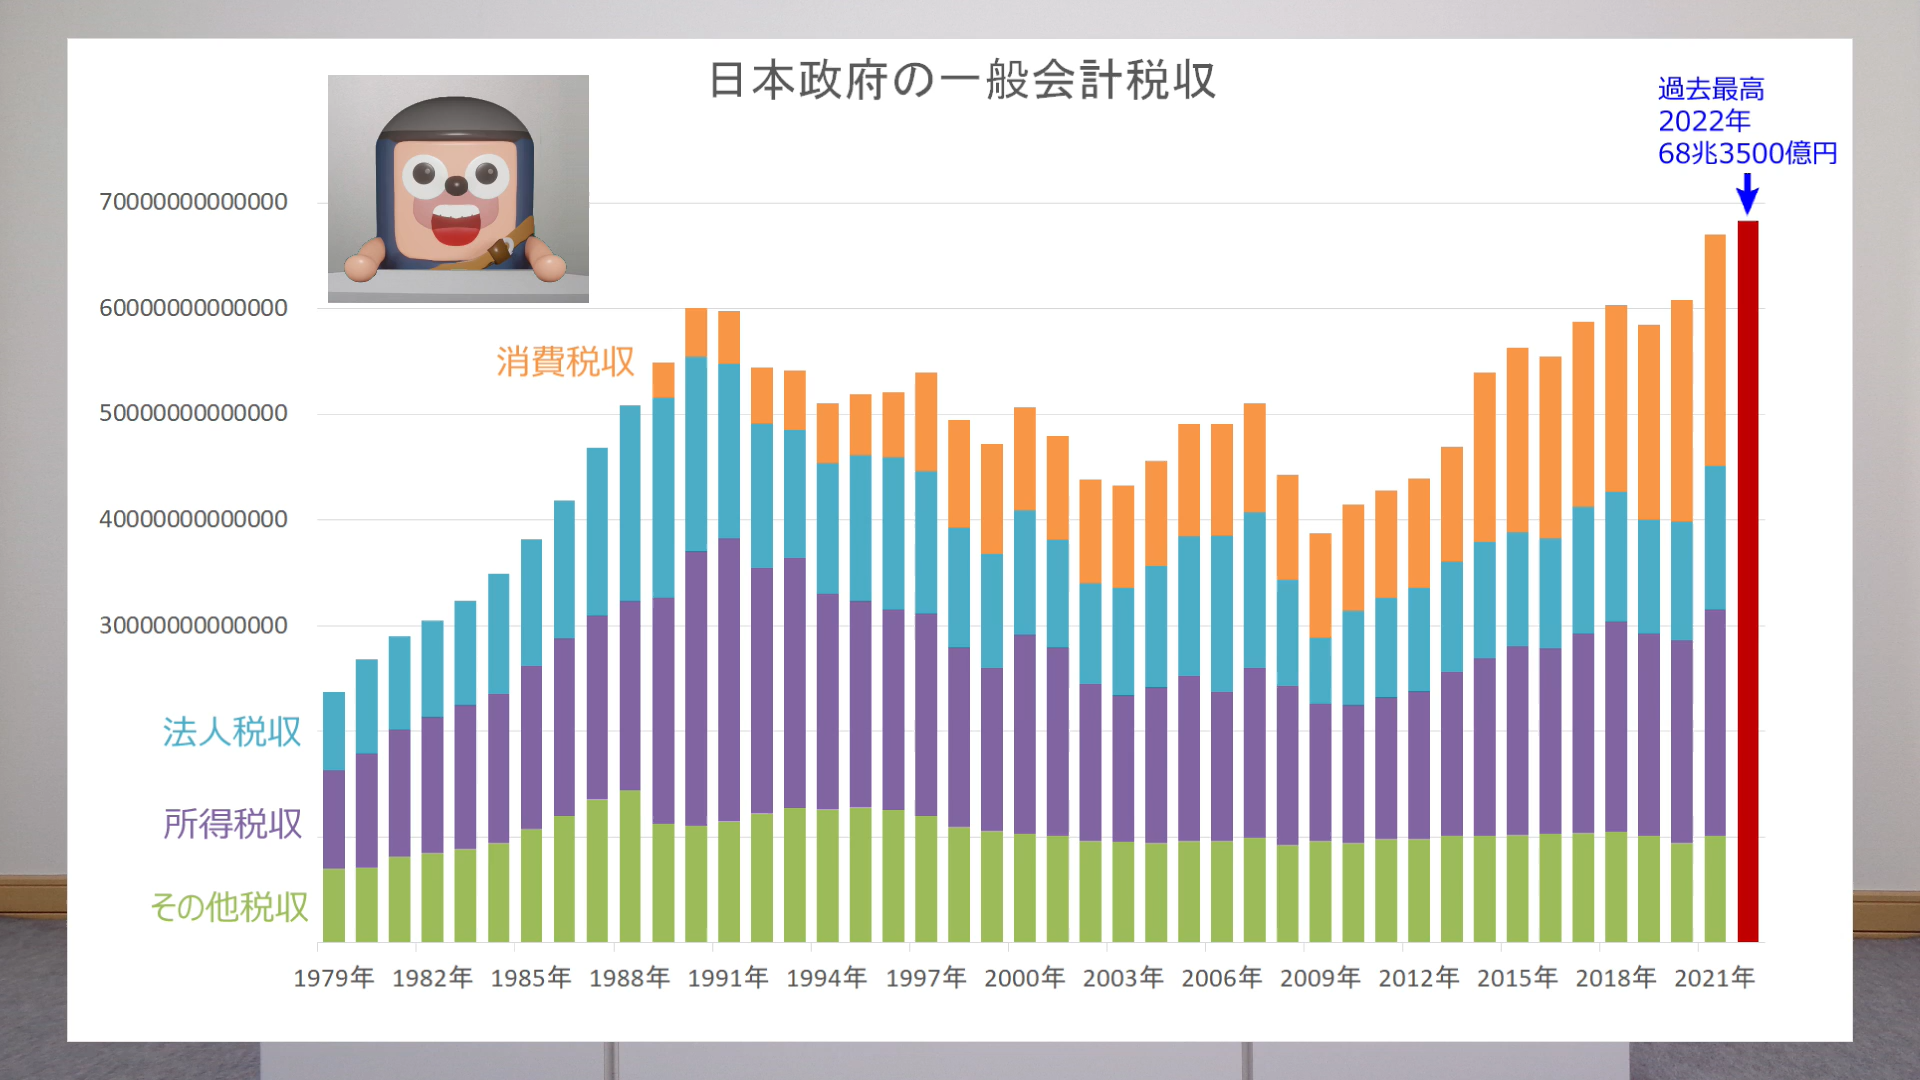 日本政府の一般会計税収
過去最高
2022年
68兆3500億円
70000000000000
60000000000000
50000000000000
40000000000000
30000000000000
消費税収
法人税収
所得税収
その他税収
1979年 1982年 1985年 1988年 1991年 1994年 1997年 2000年 2003年 2006年 2009年 2012年 2015年 2018年 2021年